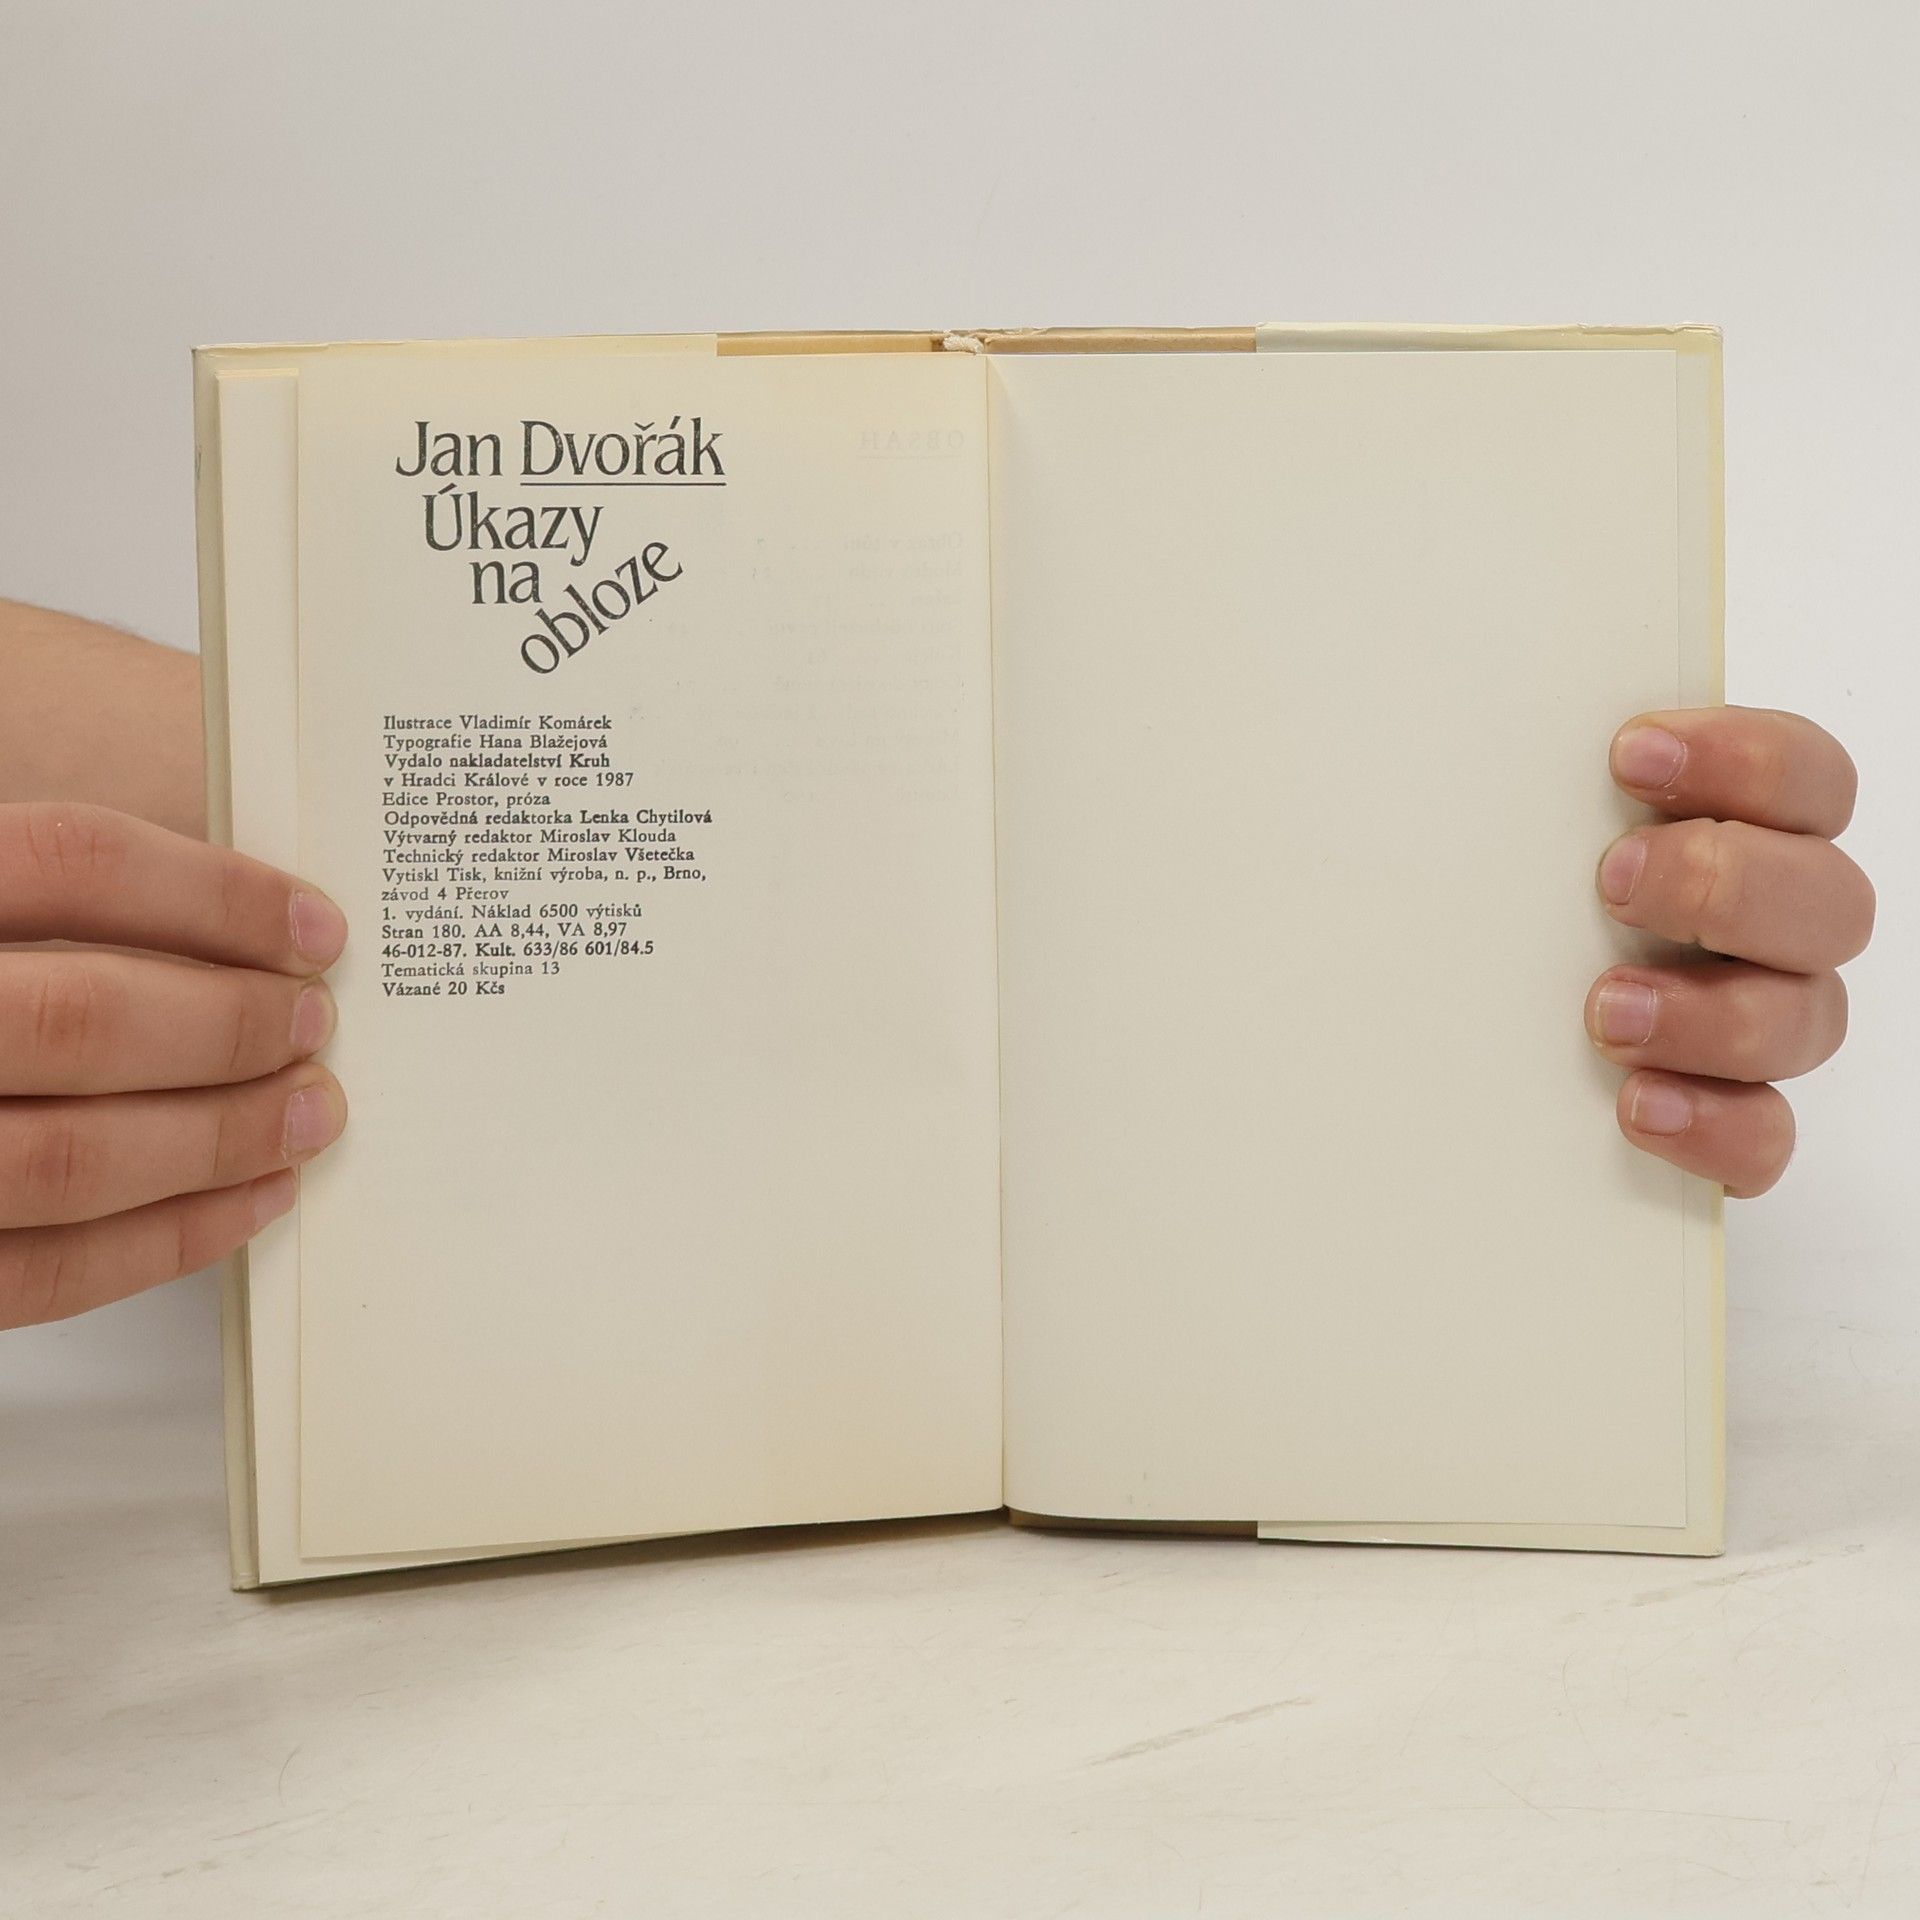 Jan Dvořák
Úkazy
na
obloze
Ilustrace Vladimír Komárek
Typografie Hana Blažejová
Vydalo nakladatelství Kruh
v Hradci Králové v roce 1987
Edice Prostor, próza
Odpovědná redaktorka Lenka Chytilová
Výtvarný redaktor Miroslav Klouda
Technický redaktor Miroslav Všetečka
Vytiskl Tisk, knižní výroba, n. p., Brno,
závod 4 Přerov
1. vydání. Náklad 6500 výtisků
Stran 180. AA 8,44, VA 8,97
46-012-87. Kult. 633/86 601/84.5
Tematická skupina 13
Vázané 20 Kčs
OBSAH